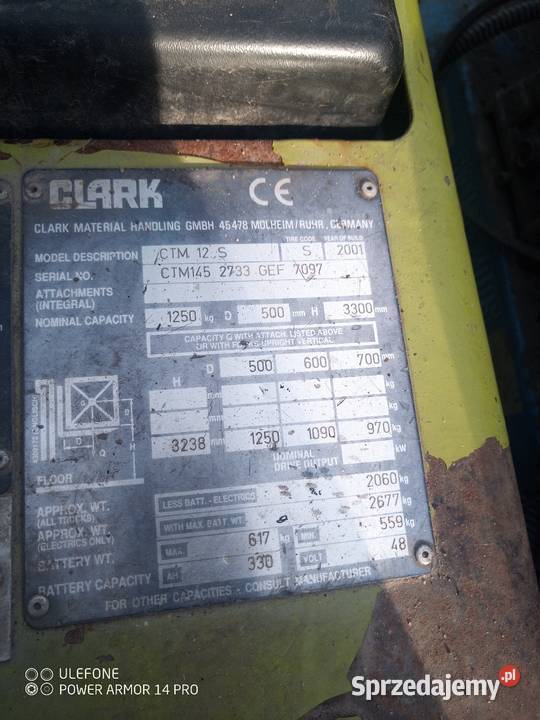 CLARK CE
CLARK MATERIAL HANDLING GMBH 45478 MÜLHEIM/RUHR, GERMANY
TIRE CODE YEAR OF BUILD
MODEL DESCRIPTION CTM 12 S S 2001
SERIAL NO. CTM145 2733 GEF 7097
ATTACHMENTS
(INTEGRAL)
NOMINAL CAPACITY 1250 kg D 500 mm H 3300 mm
CAPACITY Q WITH ATTACH. LISTED ABOVE
OR WITH FORKS-UPRIGHT VERTICAL
D 500 600 700 mm
H
mm kg
mm kg
3238 mm 1250 1090 970 kg
D
D
Q H
FLOOR
NOMINAL
DRIVE OUTPUT kW
APPROX. WT.
(ALL TRUCKS) LESS BATT. - ELECTRICS 2060 kg
APPROX. WT.
(ELECTRICS ONLY) WITH MAX. BATT. WT. 2677 kg
BATTERY WT. MAX. 617 kg MIN. 559 kg
BATTERY CAPACITY AH 330 VOLT 48
FOR OTHER CAPACITIES - CONSULT MANUFACTURER
ULEFONE
POWER ARMOR 14 PRO
Sprzedajemy.pl